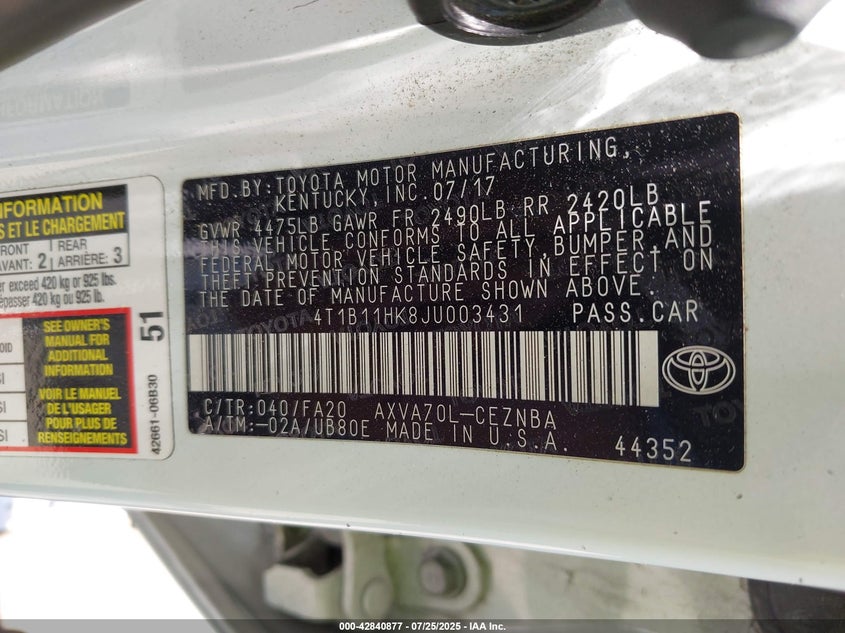 INFORMATION
S ET LE CHARGEMENT
FRONT
AVANT: 2
REAR
ARRIÈRE: 3
er exceed 420 kg or 925 lbs.
épasser 420 kg ou 925 lb.
SEE OWNER'S
MANUAL FOR
ADDITIONAL
INFORMATION
VOIR LE MANUEL
DE L'USAGER
POUR PLUS DE
RENSEIGNEMENTS
51
42661-06B30
MFD.BY:TOYOTA MOTOR MANUFACTURING,
KENTUCKY, INC.07/17
GVWR 4475LB GAWR FR 2490LB RR 2420LB
THIS VEHICLE CONFORMS TO ALL APPLICABLE
FEDERAL MOTOR VEHICLE SAFETY,BUMPER,AND
THEFT PREVENTION STANDARDS IN EFFECT ON
THE DATE OF MANUFACTURE SHOWN ABOVE.
4T1B11HK8JU003431 PASS.CAR
C/TR:040/FA20 AXVA70L-CEZNBA
A/TM:-02A/UB80E MADE IN U.S.A.
44352
000-42840877 - 07/25/2025 - IAA Inc.